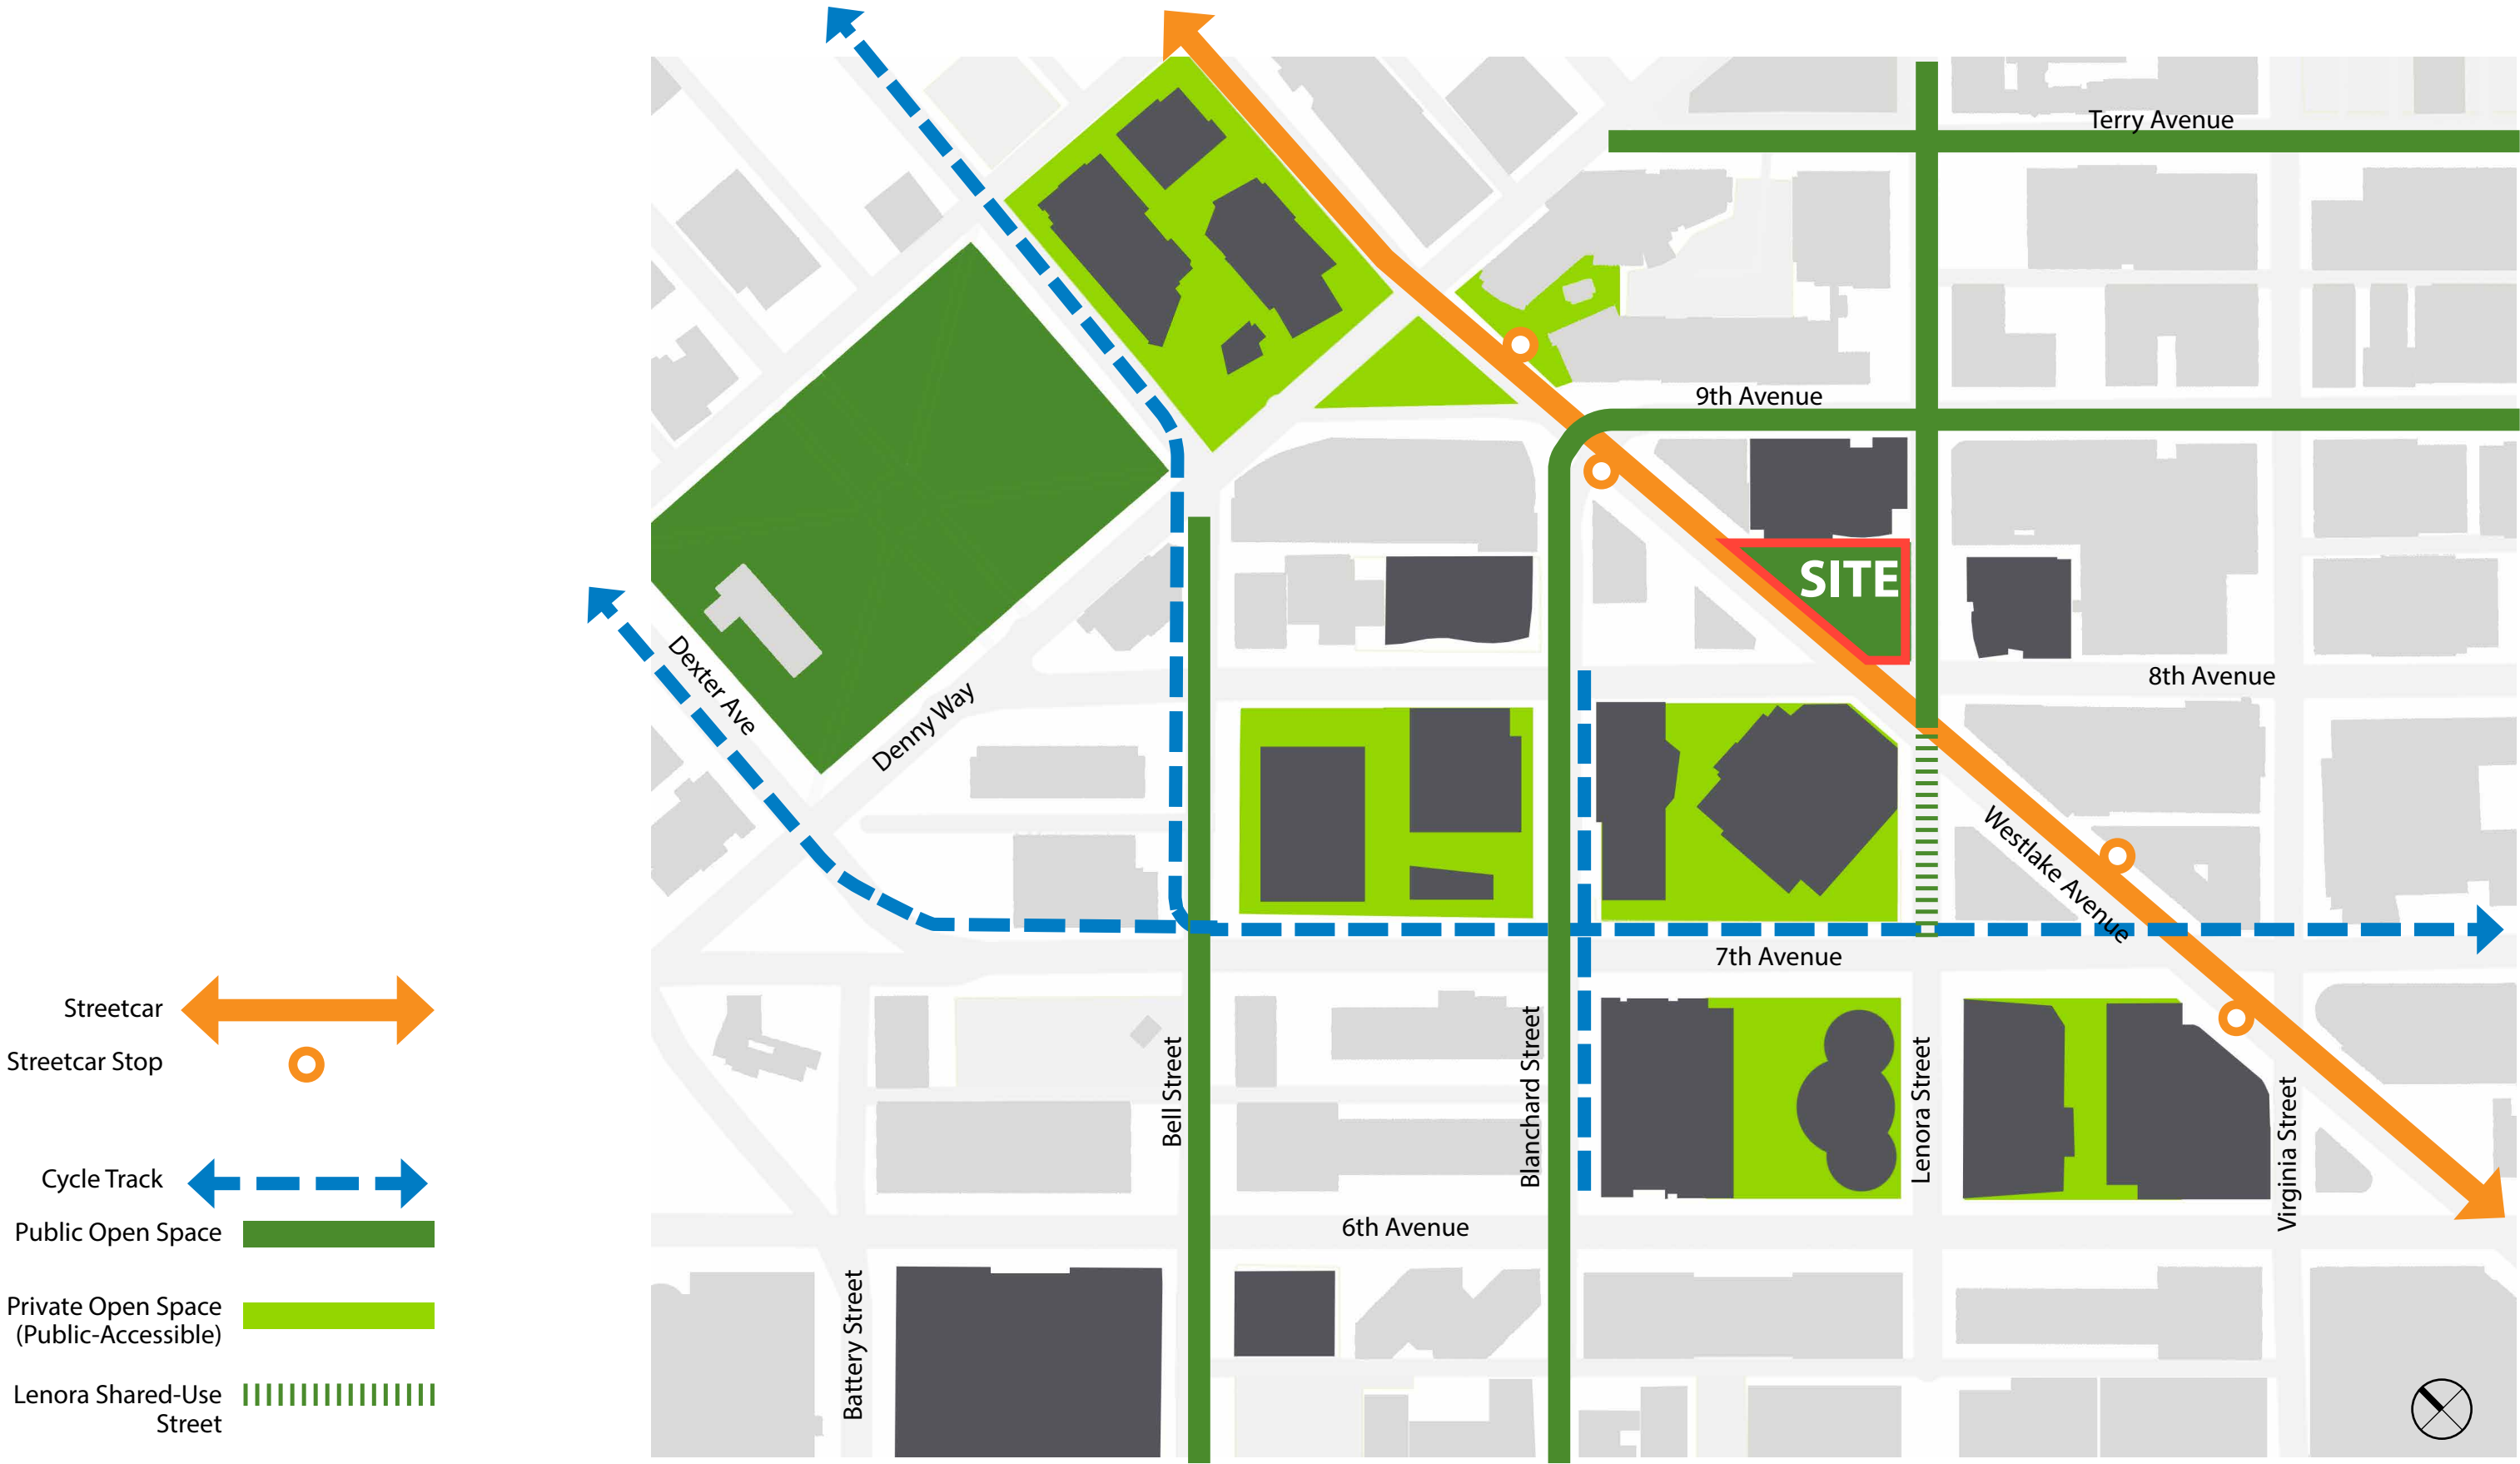 Terry Avenue
9th Avenue
SITE
Dexter Ave
Denny Way
8th Avenue
Westlake Avenue
7th Avenue
Bell Street
Blanchard Street
Lenora Street
Virginia Street
6th Avenue
Battery Street
Streetcar
Streetcar Stop
Cycle Track
Public Open Space
Private Open Space
(Public-Accessible)
Lenora Shared-Use
Street